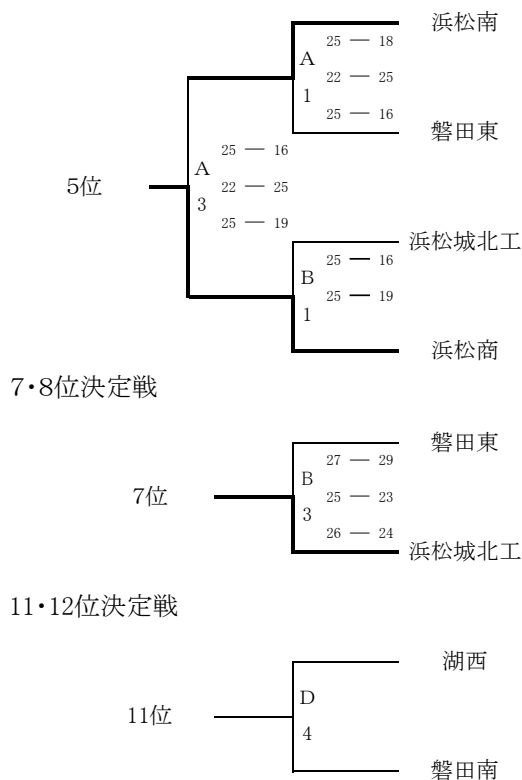 浜松南
25 ― 18
A
22 ― 25
1
25 ― 16
磐田東
25 ― 16
A
5位
22 ― 25
3
25 ― 19
浜松城北工
25 ― 16
B
25 ― 19
1
浜松商
7・8位決定戦
磐田東
27 ― 29
B
7位
25 ― 23
3
26 ― 24
浜松城北工
11・12位決定戦
湖西
D
11位
4
磐田南